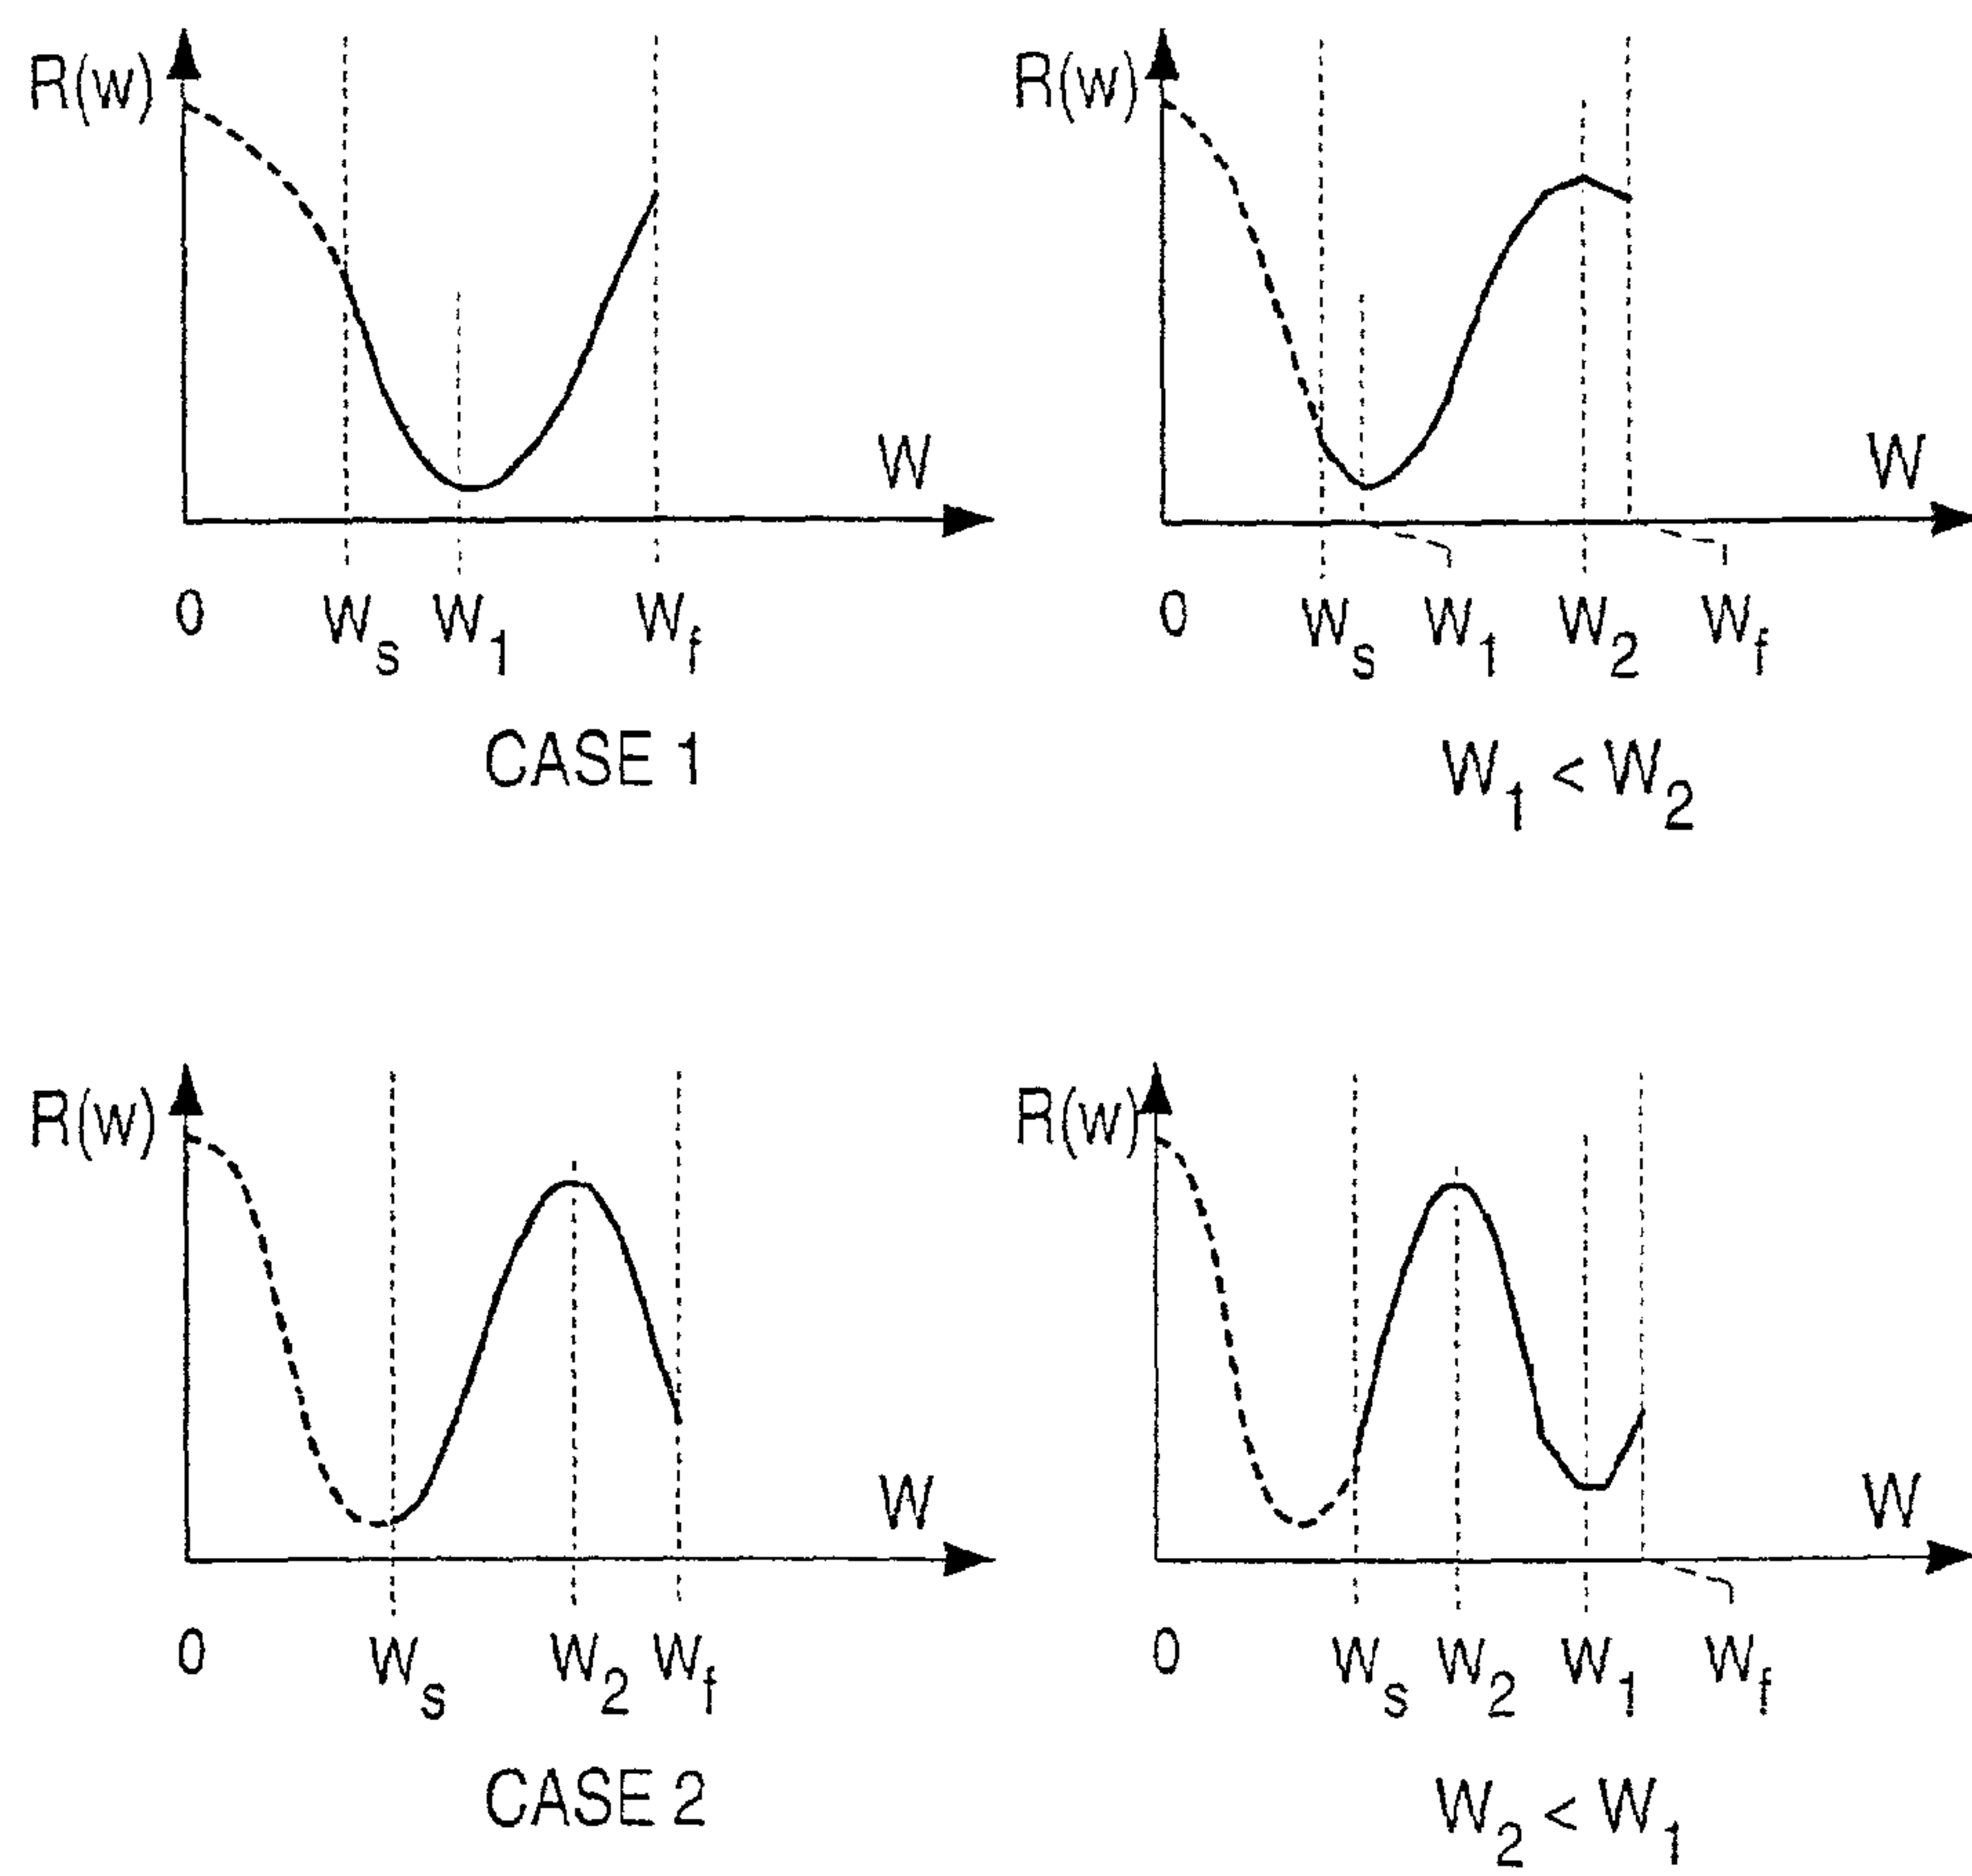 R(w)
W
0 Ws W1 Wf
CASE 1
R(w)
W
0 Ws W1 W2 Wf
W1 < W2
R(w)
W
0 Ws W2 Wf
CASE 2
R(w)
W
0 Ws W2 W1 Wf
W2 < W1